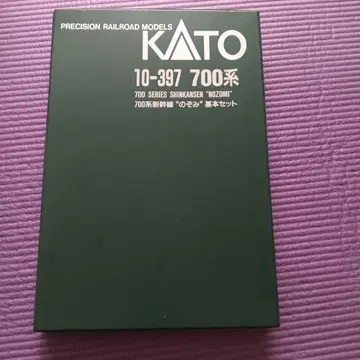 PRECISION RAILROAD MODELS
KATO
10-397 700系
700 SERIES SHINKANSEN "NOZOMI"
700系新幹線 "のぞみ" 基本セット